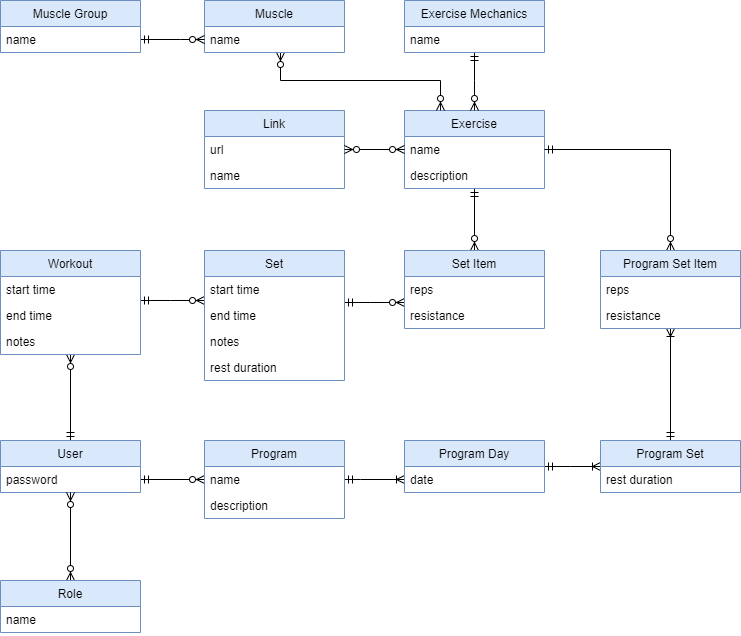 Muscle Group
name
Muscle
name
Exercise Mechanics
name
Link
url
name
Exercise
name
description
Workout
start time
end time
notes
Set
start time
end time
notes
rest duration
Set Item
reps
resistance
Program Set Item
reps
resistance
User
password
Program
name
description
Program Day
date
Program Set
rest duration
Role
name